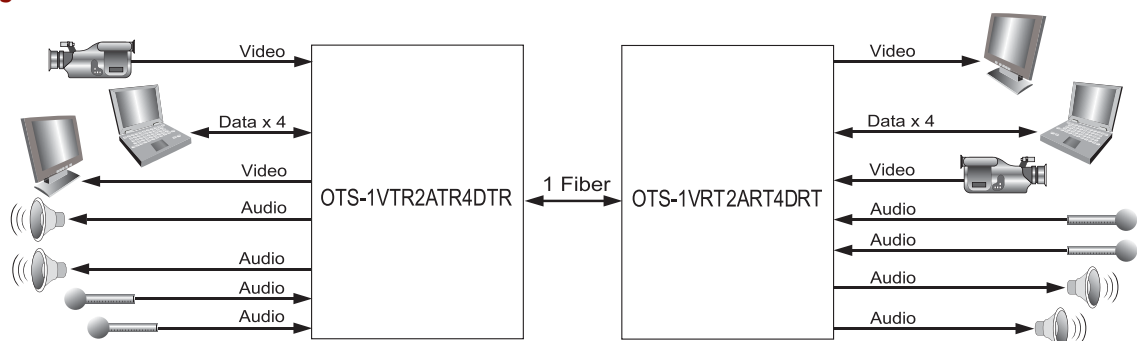 Video
Data x 4
Video
Audio
Audio
Audio
Audio
OTS-1VTR2ATR4DTR
1 Fiber
OTS-1VRT2ART4DRT
Video
Data x 4
Video
Audio
Audio
Audio
Audio